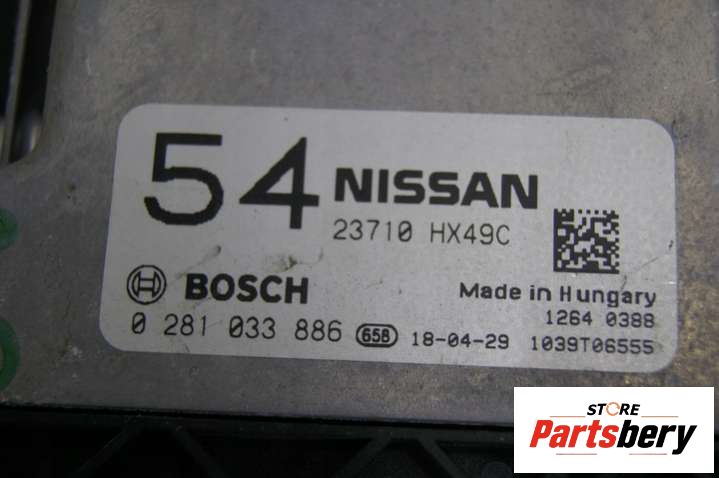 54 NISSAN
23710 HX49C
BOSCH
Made in Hungary
1264 0388
0 281 033 886 658 18-04-29 1039T06555
STORE
Partsbery